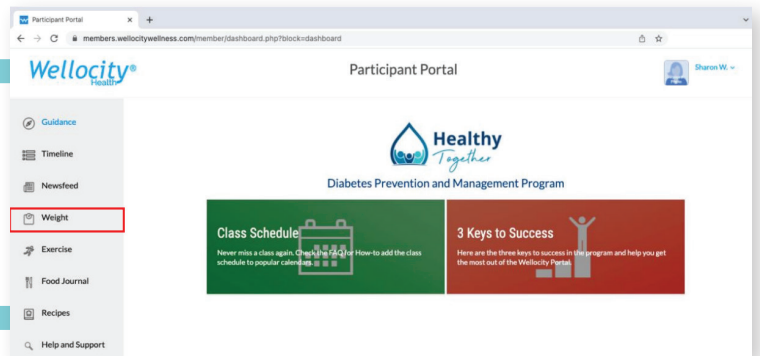 Participant Portal
members.wellocitywellness.com/member/dashboard.php?block=dashboard
Wellocity®
Health
Participant Portal
Sharon W.
Guidance
Timeline
Newsfeed
Weight
Exercise
Food Journal
Recipes
Help and Support
Healthy
Together
Diabetes Prevention and Management Program
Class Schedule
Never miss a class again. Check the FAQ for How-to add the class
schedule to popular calendars.
3 Keys to Success
Here are the three keys to success in the program and help you get
the most out of the Wellocity Portal.